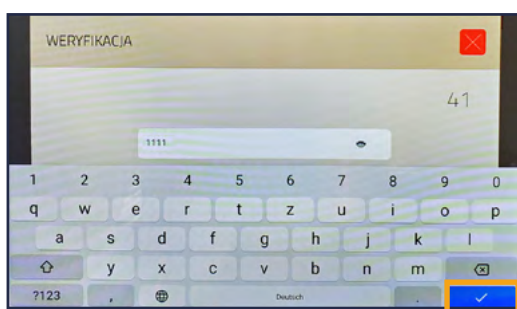 WERYFIKACJA
41
1111
1 2 3 4 5 6 7 8 9 0
q w e r t z u i o p
a s d f g h j k l
y x c v b n m
?123 , Deutsch .